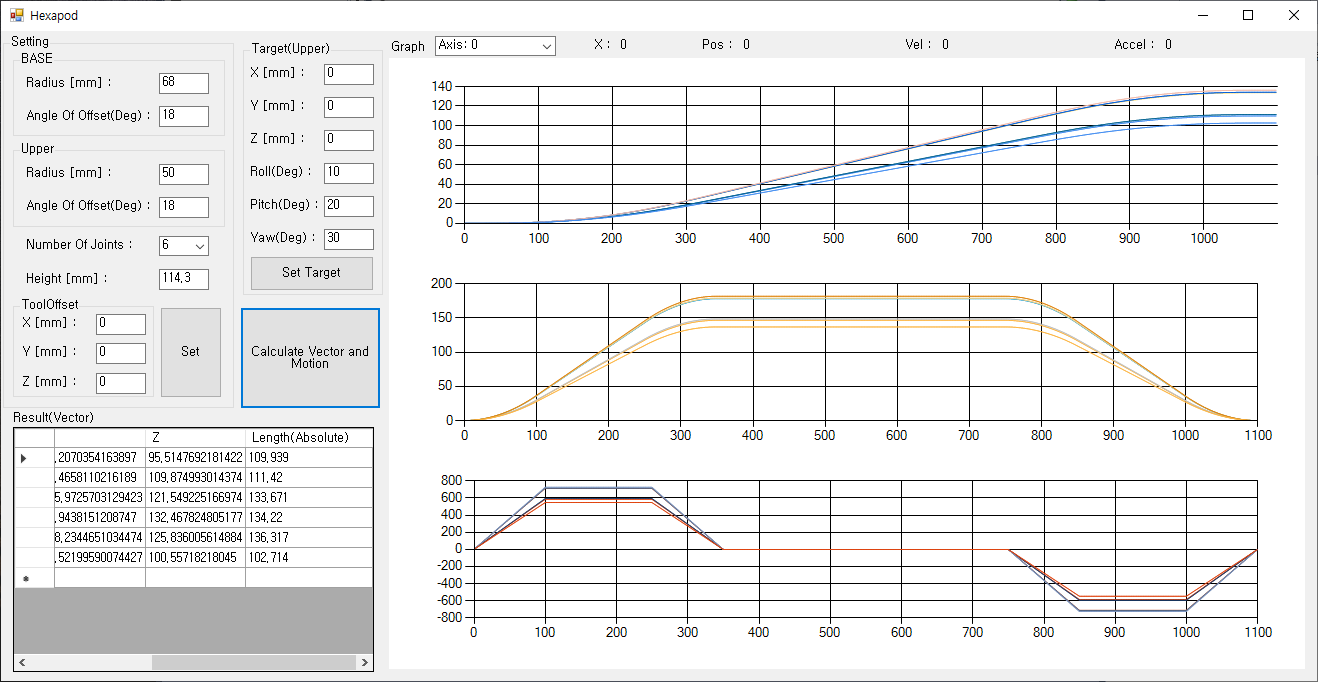 Hexapod
Setting
BASE
Radius [mm] : 68
Angle Of Offset(Deg) : 18
Upper
Radius [mm] : 50
Angle Of Offset(Deg) : 18
Number Of Joints : 6
Height [mm] : 114.3
ToolOffset
X [mm] : 0
Y [mm] : 0
Z [mm] : 0
Set
Target(Upper)
X [mm] : 0
Y [mm] : 0
Z [mm] : 0
Roll(Deg) : 10
Pitch(Deg) : 20
Yaw(Deg) : 30
Set Target
Calculate Vector and
Motion
Result(Vector)
Z Length(Absolute)
,2070354163897 95,5147692181422 109,939
,4658110216189 109,874993014374 111,42
5,9725703129423 121,549225166974 133,671
,9438151208747 132,467824805177 134,22
8,2344651034474 125,836005614884 136,317
,52199590074427 100,55718218045 102,714
Graph Axis: 0 X : 0 Pos : 0 Vel : 0 Accel : 0
140
120
100
80
60
40
20
0
0 100 200 300 400 500 600 700 800 900 1000
200
150
100
50
0
0 100 200 300 400 500 600 700 800 900 1000 1100
800
600
400
200
0
-200
-400
-600
-800
0 100 200 300 400 500 600 700 800 900 1000 1100